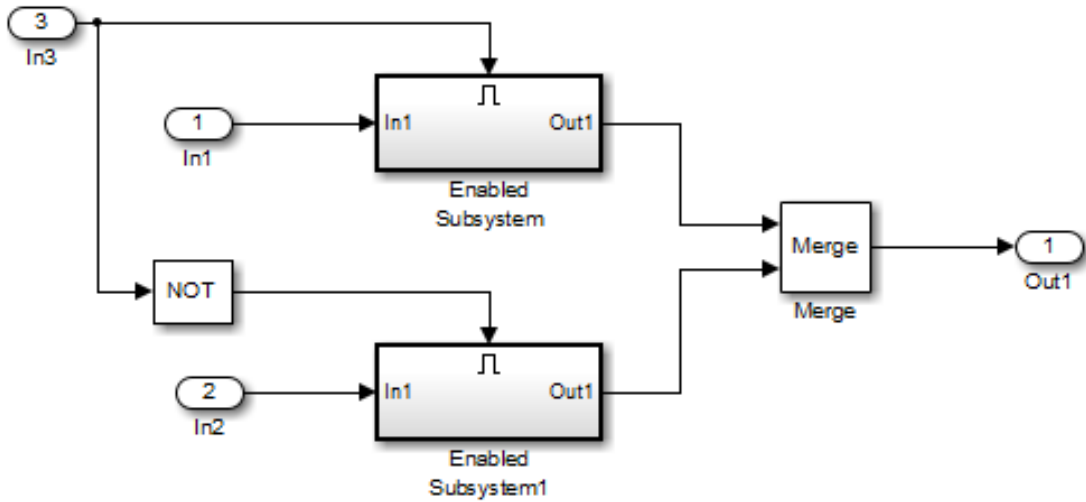 3
In3
1
In1
In1
Out1
Enabled
Subsystem
Merge
Merge
1
Out1
NOT
2
In2
In1
Out1
Enabled
Subsystem1